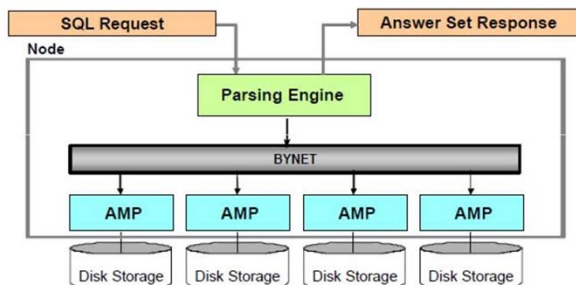 SQL Request
Answer Set Response
Node
Parsing Engine
BYNET
AMP
AMP
AMP
AMP
Disk Storage
Disk Storage
Disk Storage
Disk Storage